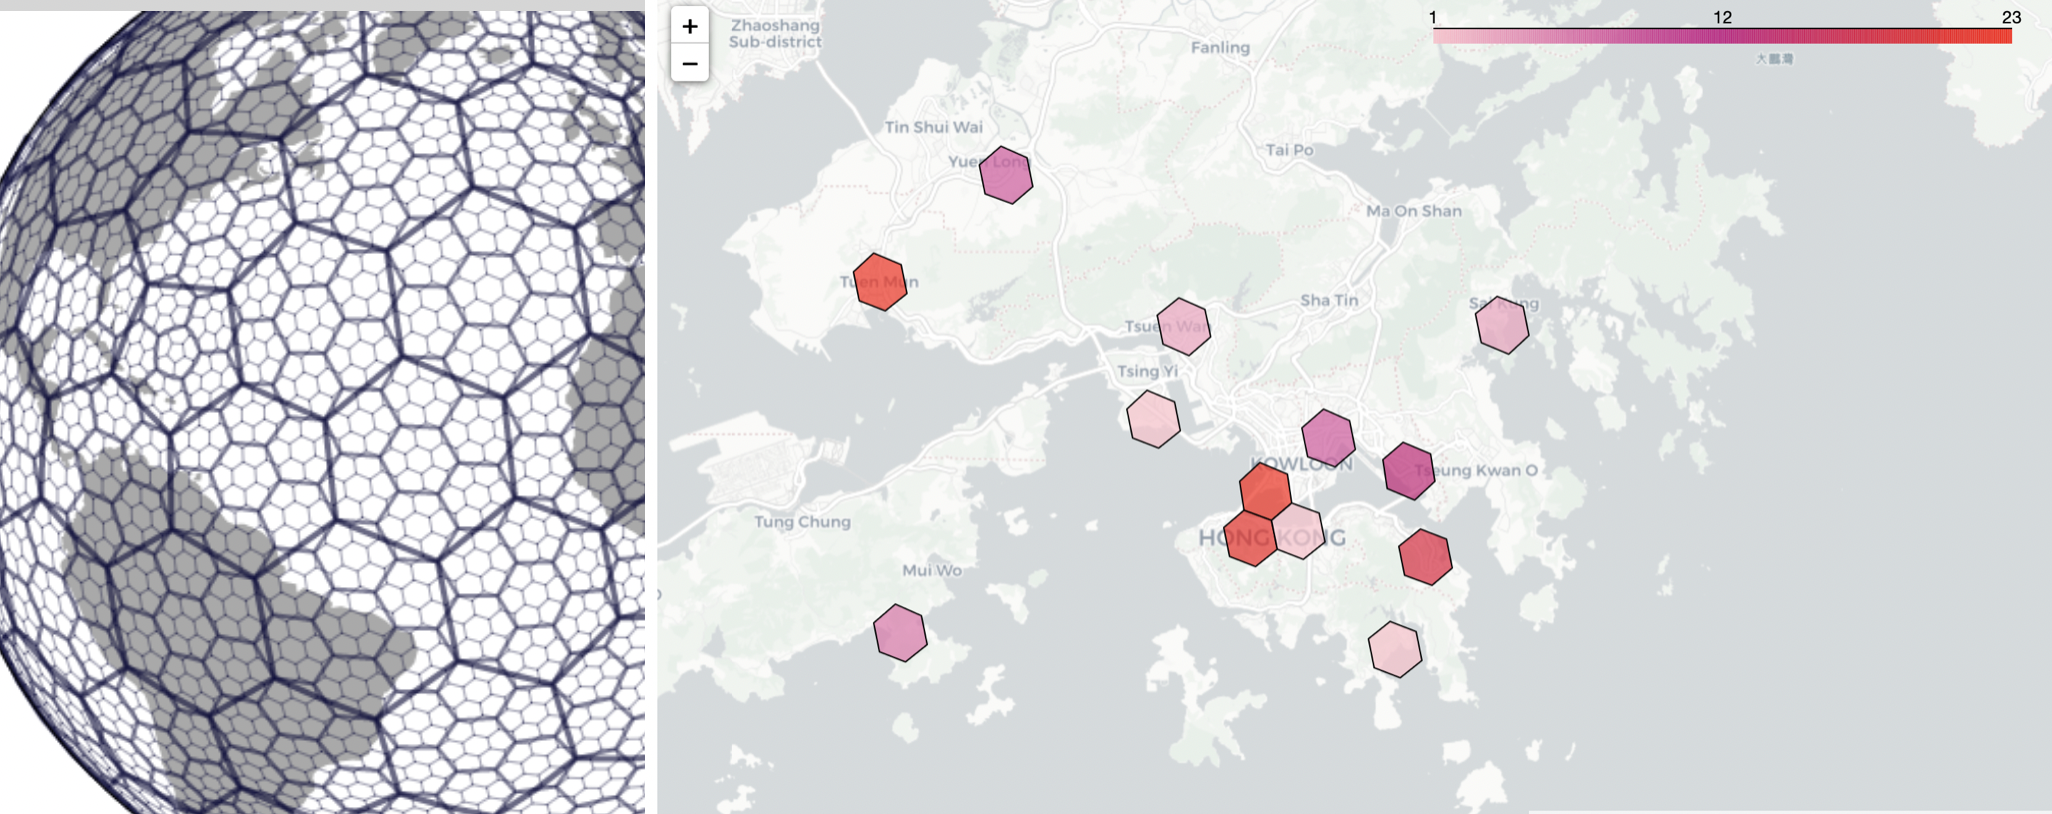 +
−
1
12
23
Zhaoshang
Sub-district
Fanling
大鵬灣
Tin Shui Wai
Yuen Long
Tai Po
Ma On Shan
Tuen Mun
Tsuen Wan
Sha Tin
Sai Kung
Tsing Yi
KOWLOON
Tseung Kwan O
Tung Chung
HONG KONG
Mui Wo